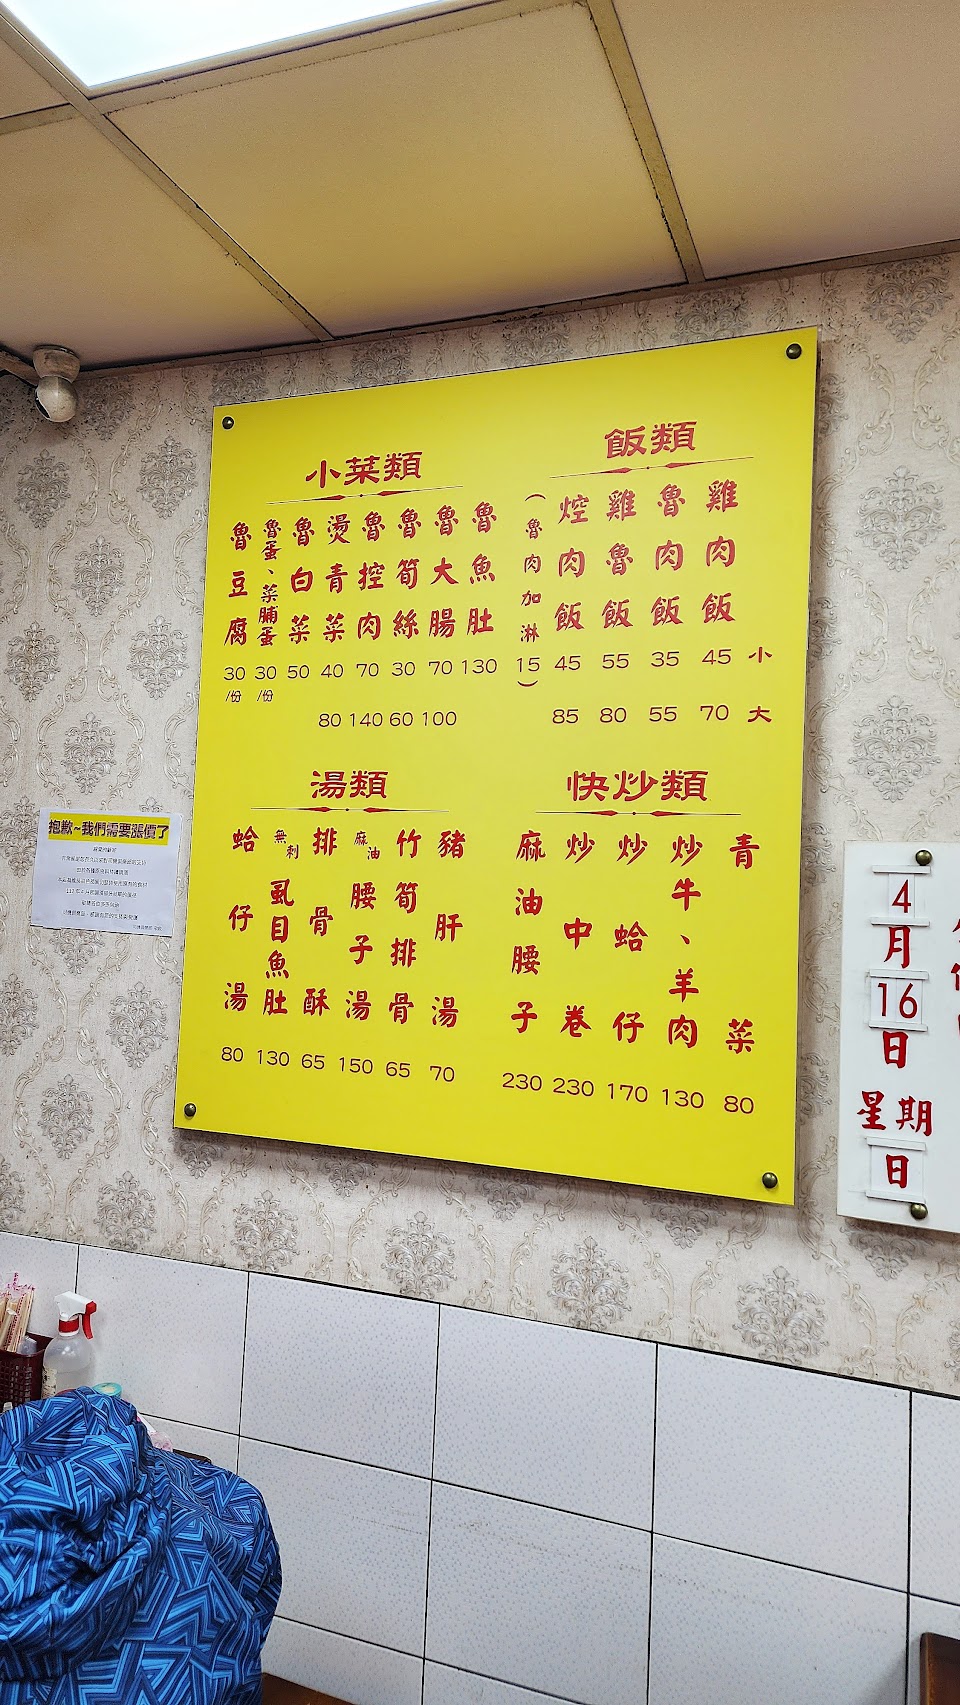 飯類
小 大
雞肉飯 45 70
魯肉飯 35 55
雞魯飯 55 80
焢肉飯 45 85
(魯肉加淋 15)
小菜類
魯魚肚 130
魯大腸 70 100
魯筍絲 30 60
魯控肉 70 140
燙青菜 40 80
魯白菜 50
魯蛋、菜脯蛋 30/份
魯豆腐 30/份
快炒類
青菜 80
炒牛、羊肉 130
炒蛤仔 170
炒中卷 230
麻油腰子 230
湯類
豬肝湯 70
竹筍排骨 65
麻油腰子湯 150
排骨酥 65
無刺虱目魚肚 130
蛤仔湯 80
抱歉~我們需要漲價了
4月16日
星期日